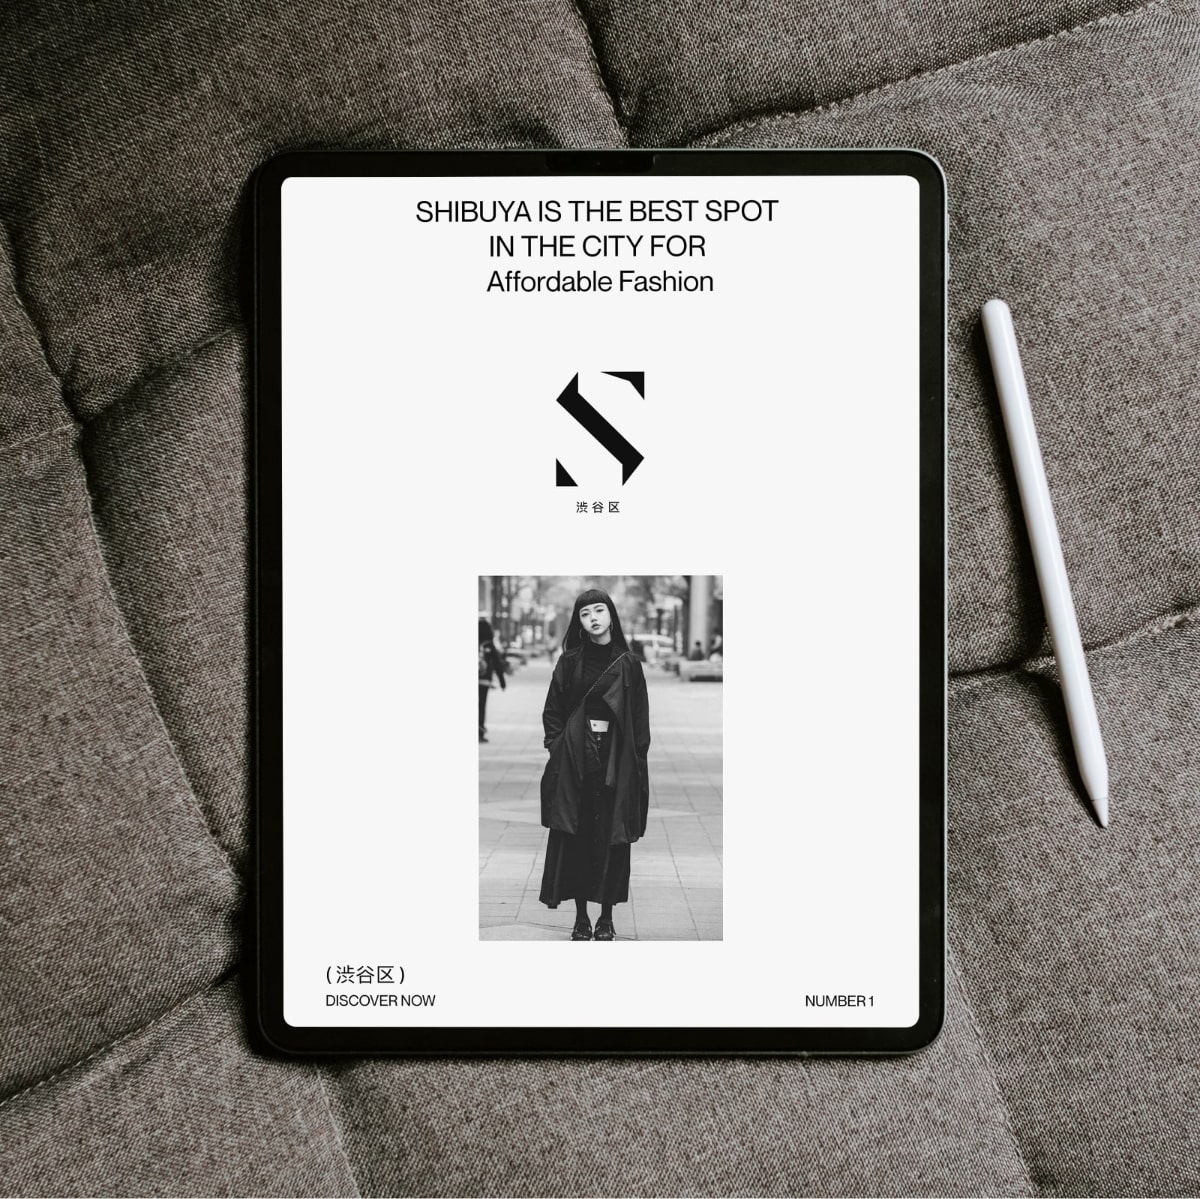 SHIBUYA IS THE BEST SPOT
IN THE CITY FOR
Affordable Fashion
S
渋谷区
(渋谷区)
DISCOVER NOW
NUMBER 1